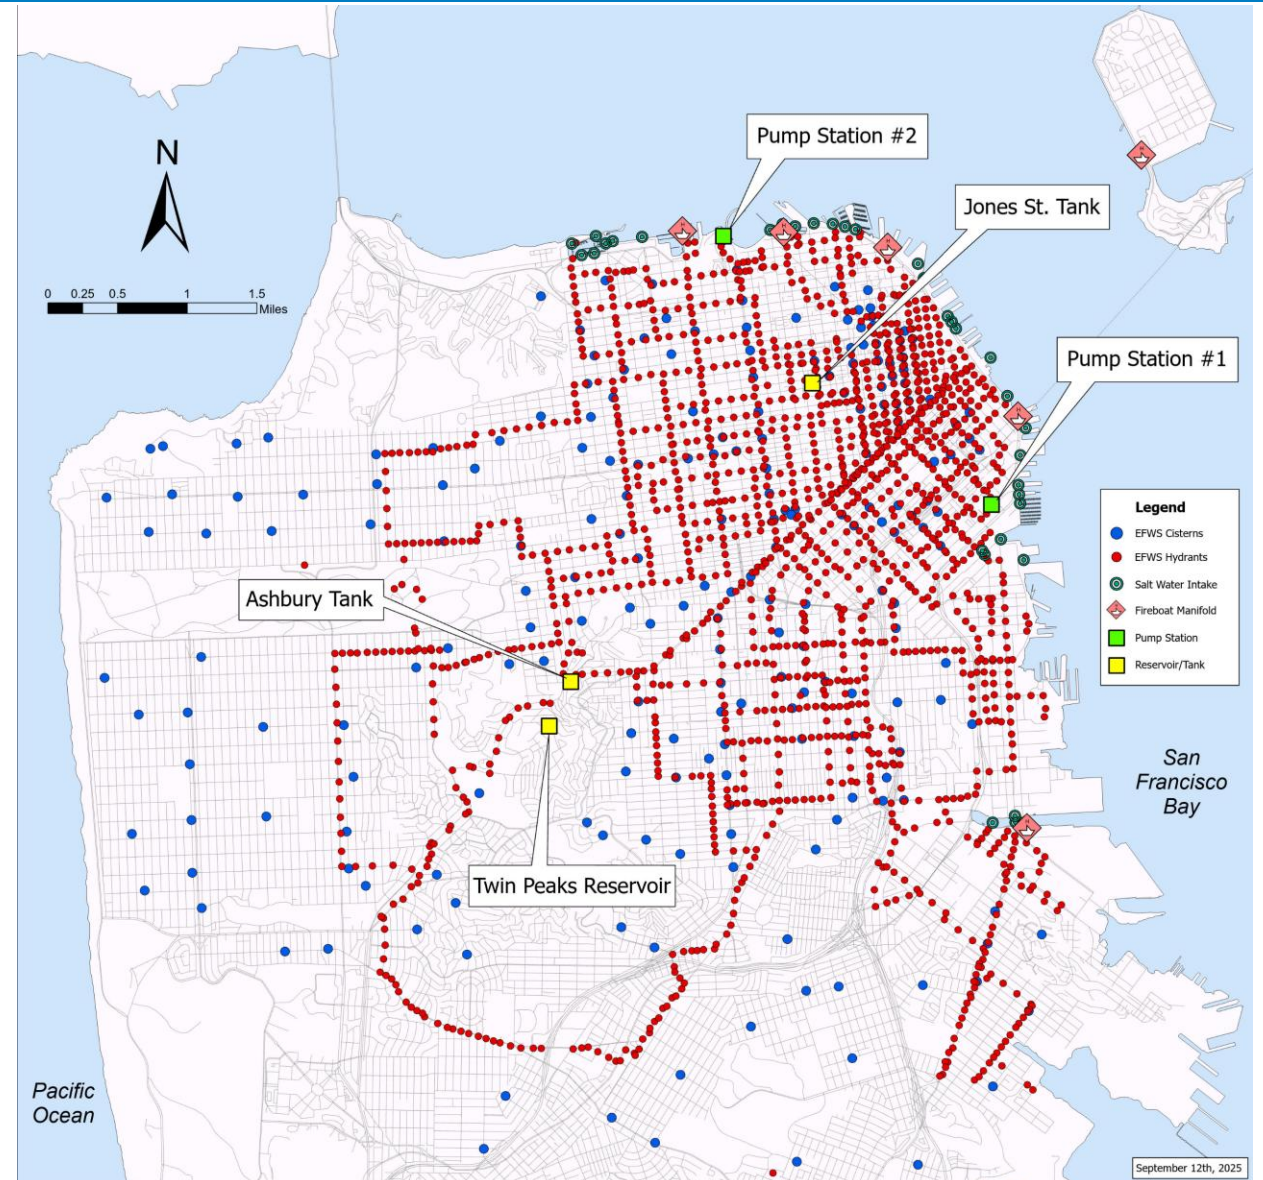 N
0 0.25 0.5 1 1.5
Miles
Pump Station #2
Jones St. Tank
Pump Station #1
Ashbury Tank
Twin Peaks Reservoir
Legend
EFWS Cisterns
EFWS Hydrants
Salt Water Intake
Fireboat Manifold
Pump Station
Reservoir/Tank
San
Francisco
Bay
Pacific
Ocean
September 12th, 2025